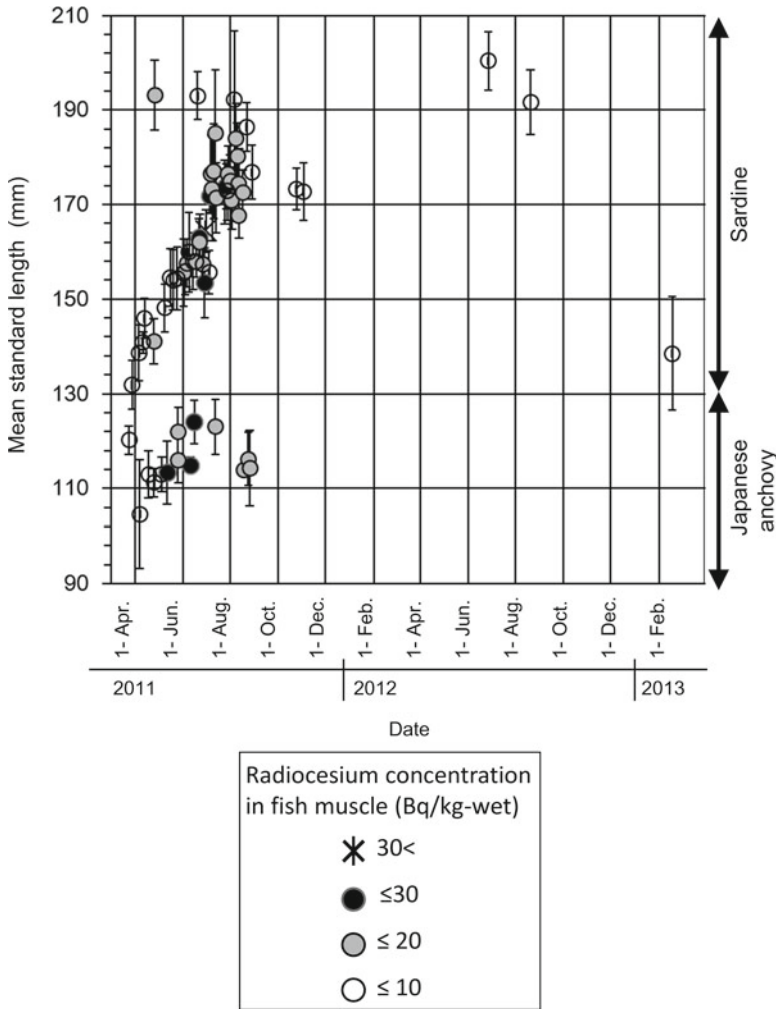 210
190
170
150
130
110
90
Mean standard length (mm)
Sardine
Japanese
anchovy
1- Apr.
1- Jun.
1- Aug.
1- Oct.
1- Dec.
1- Feb.
1- Apr.
1- Jun.
1- Aug.
1- Oct.
1- Dec.
1- Feb.
2011
2012
2013
Date
Radiocesium concentration
in fish muscle (Bq/kg-wet)
30<
≤30
≤ 20
≤ 10